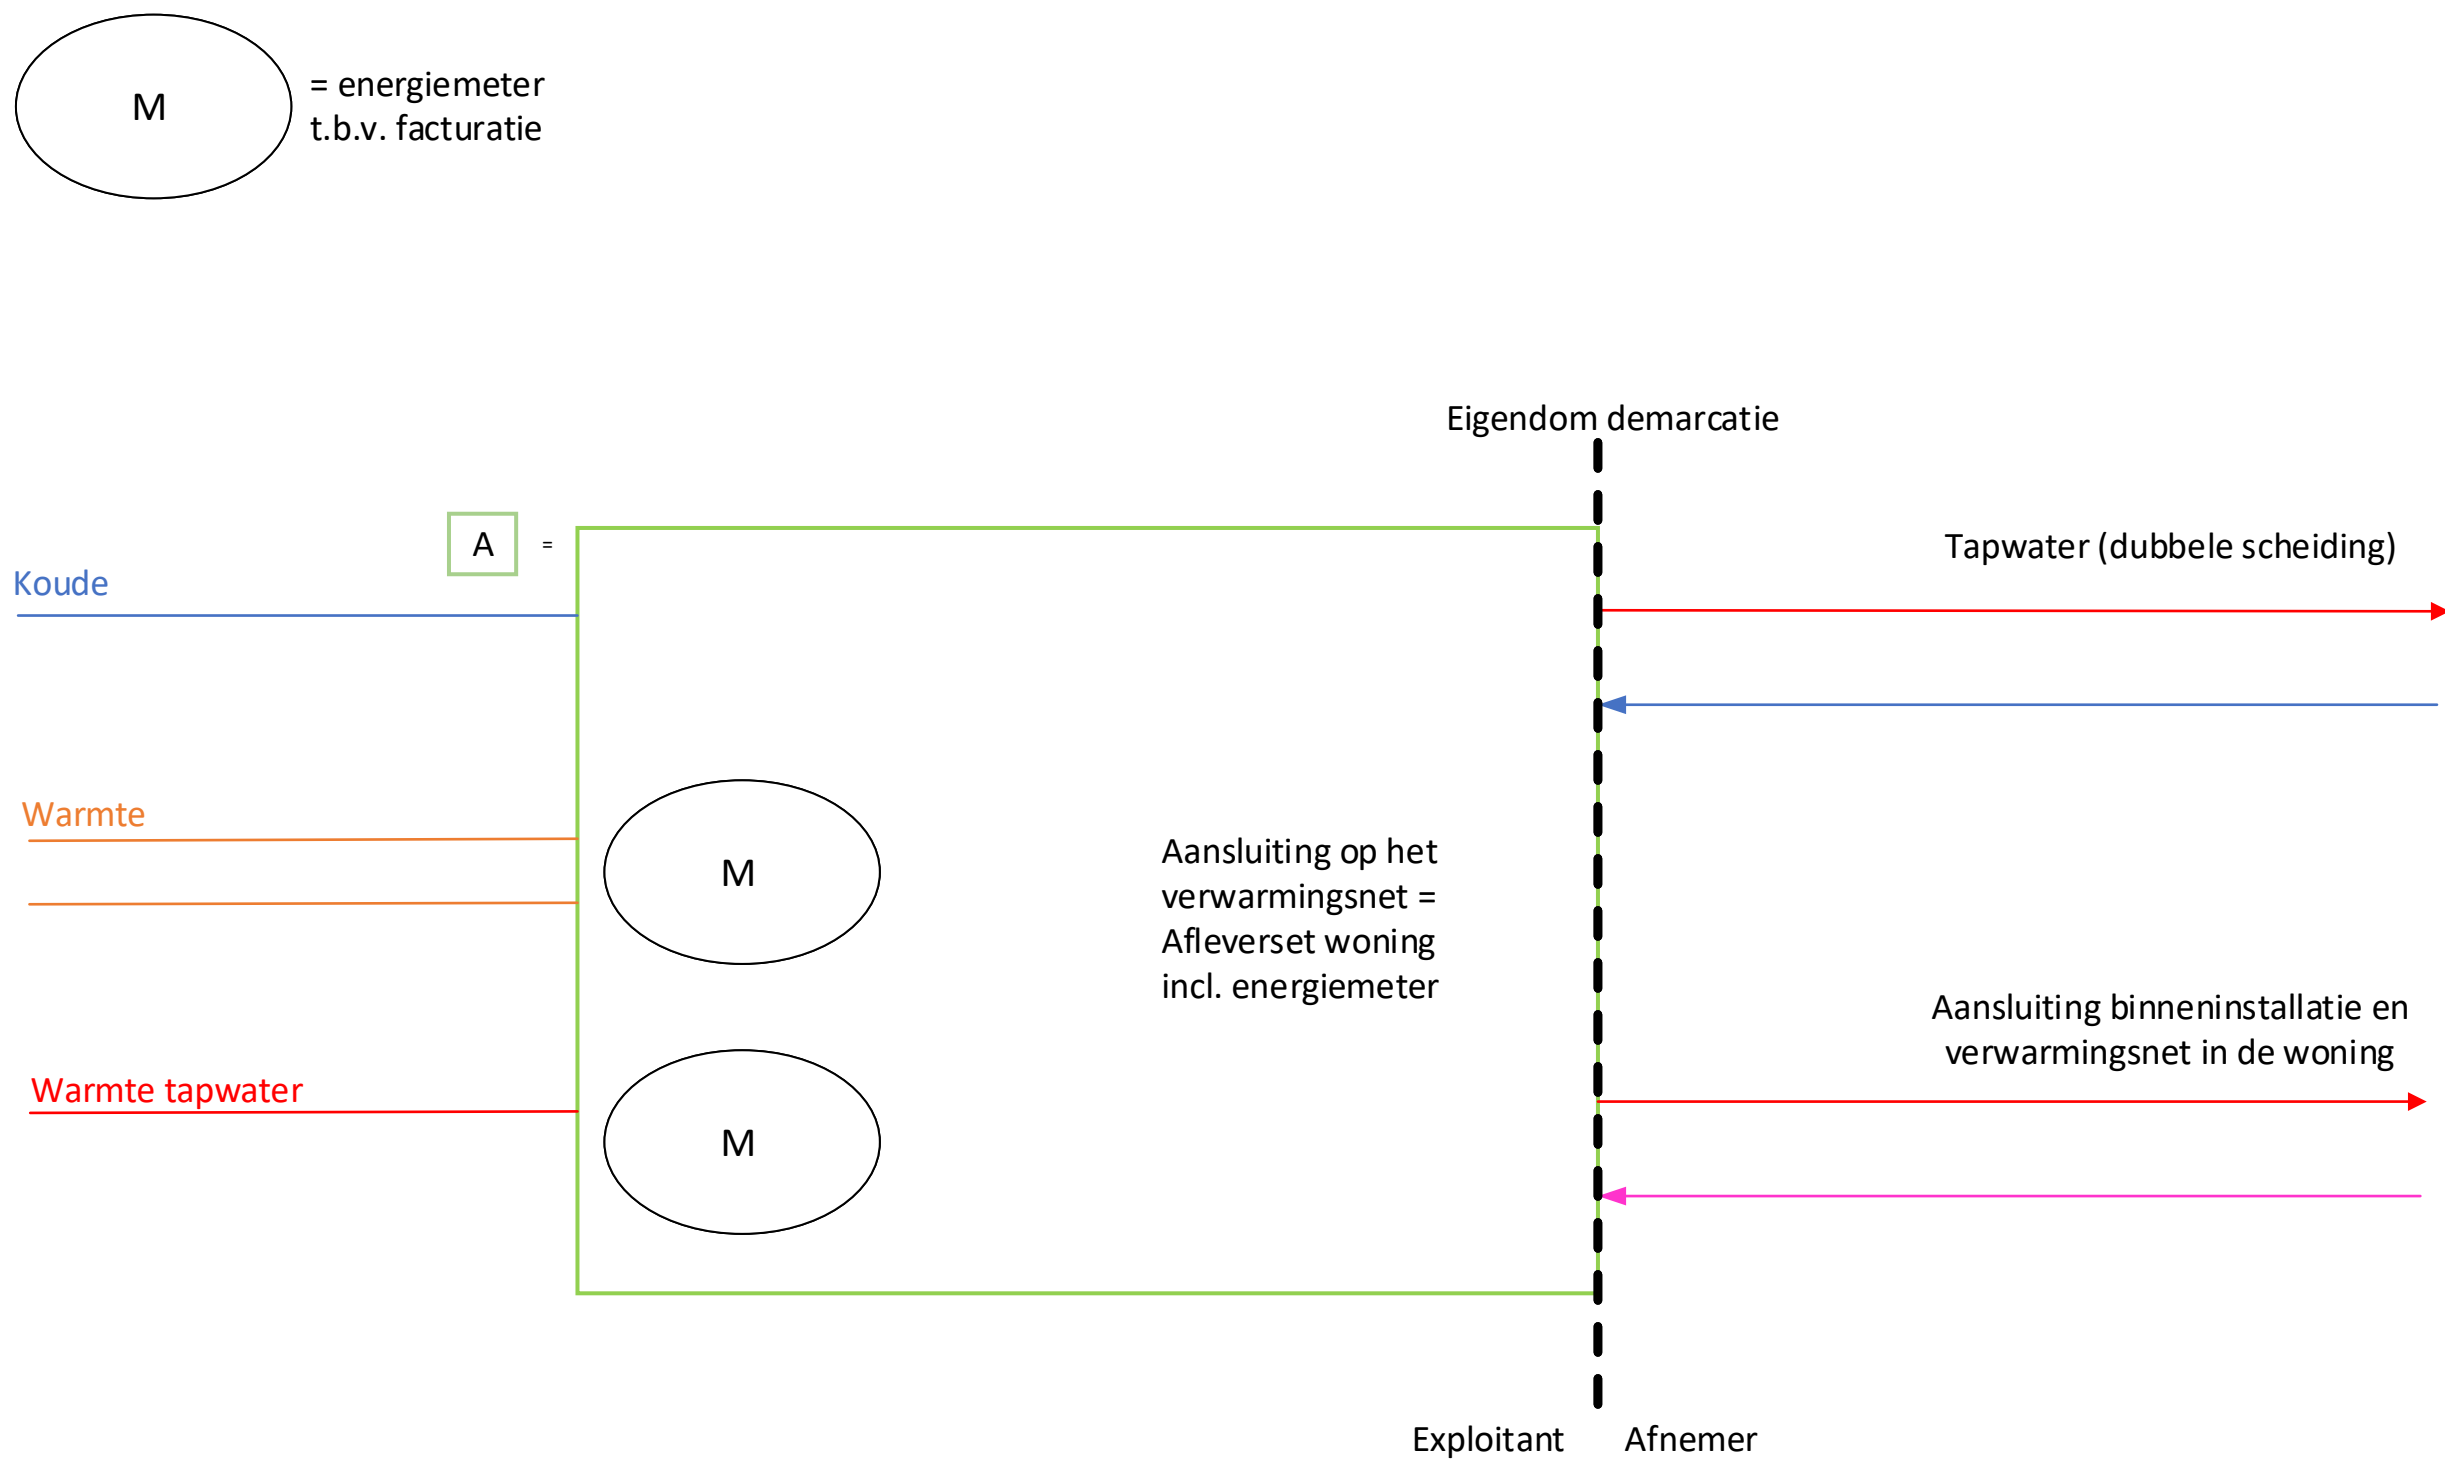 M
= energiemeter
t.b.v. facturatie
Eigendom demarcatie
A =
Tapwater (dubbele scheiding)
Koude
Warmte
M
Aansluiting op het
verwarmingsnet =
Afleverset woning
incl. energiemeter
Aansluiting binneninstallatie en
verwarmingsnet in de woning
Warmte tapwater
M
Exploitant
Afnemer